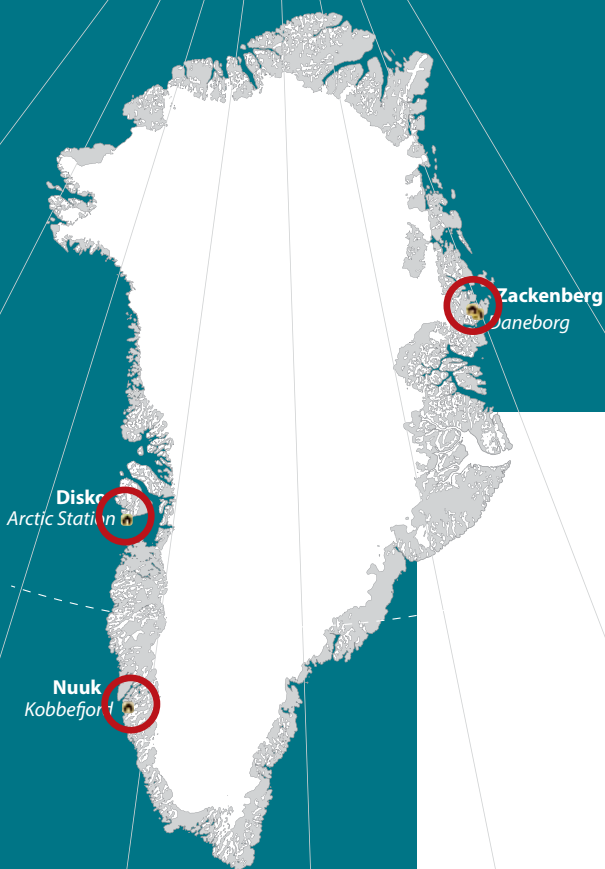 Zackenberg
Daneborg
Disko
Arctic Station
Nuuk
Kobbefjord